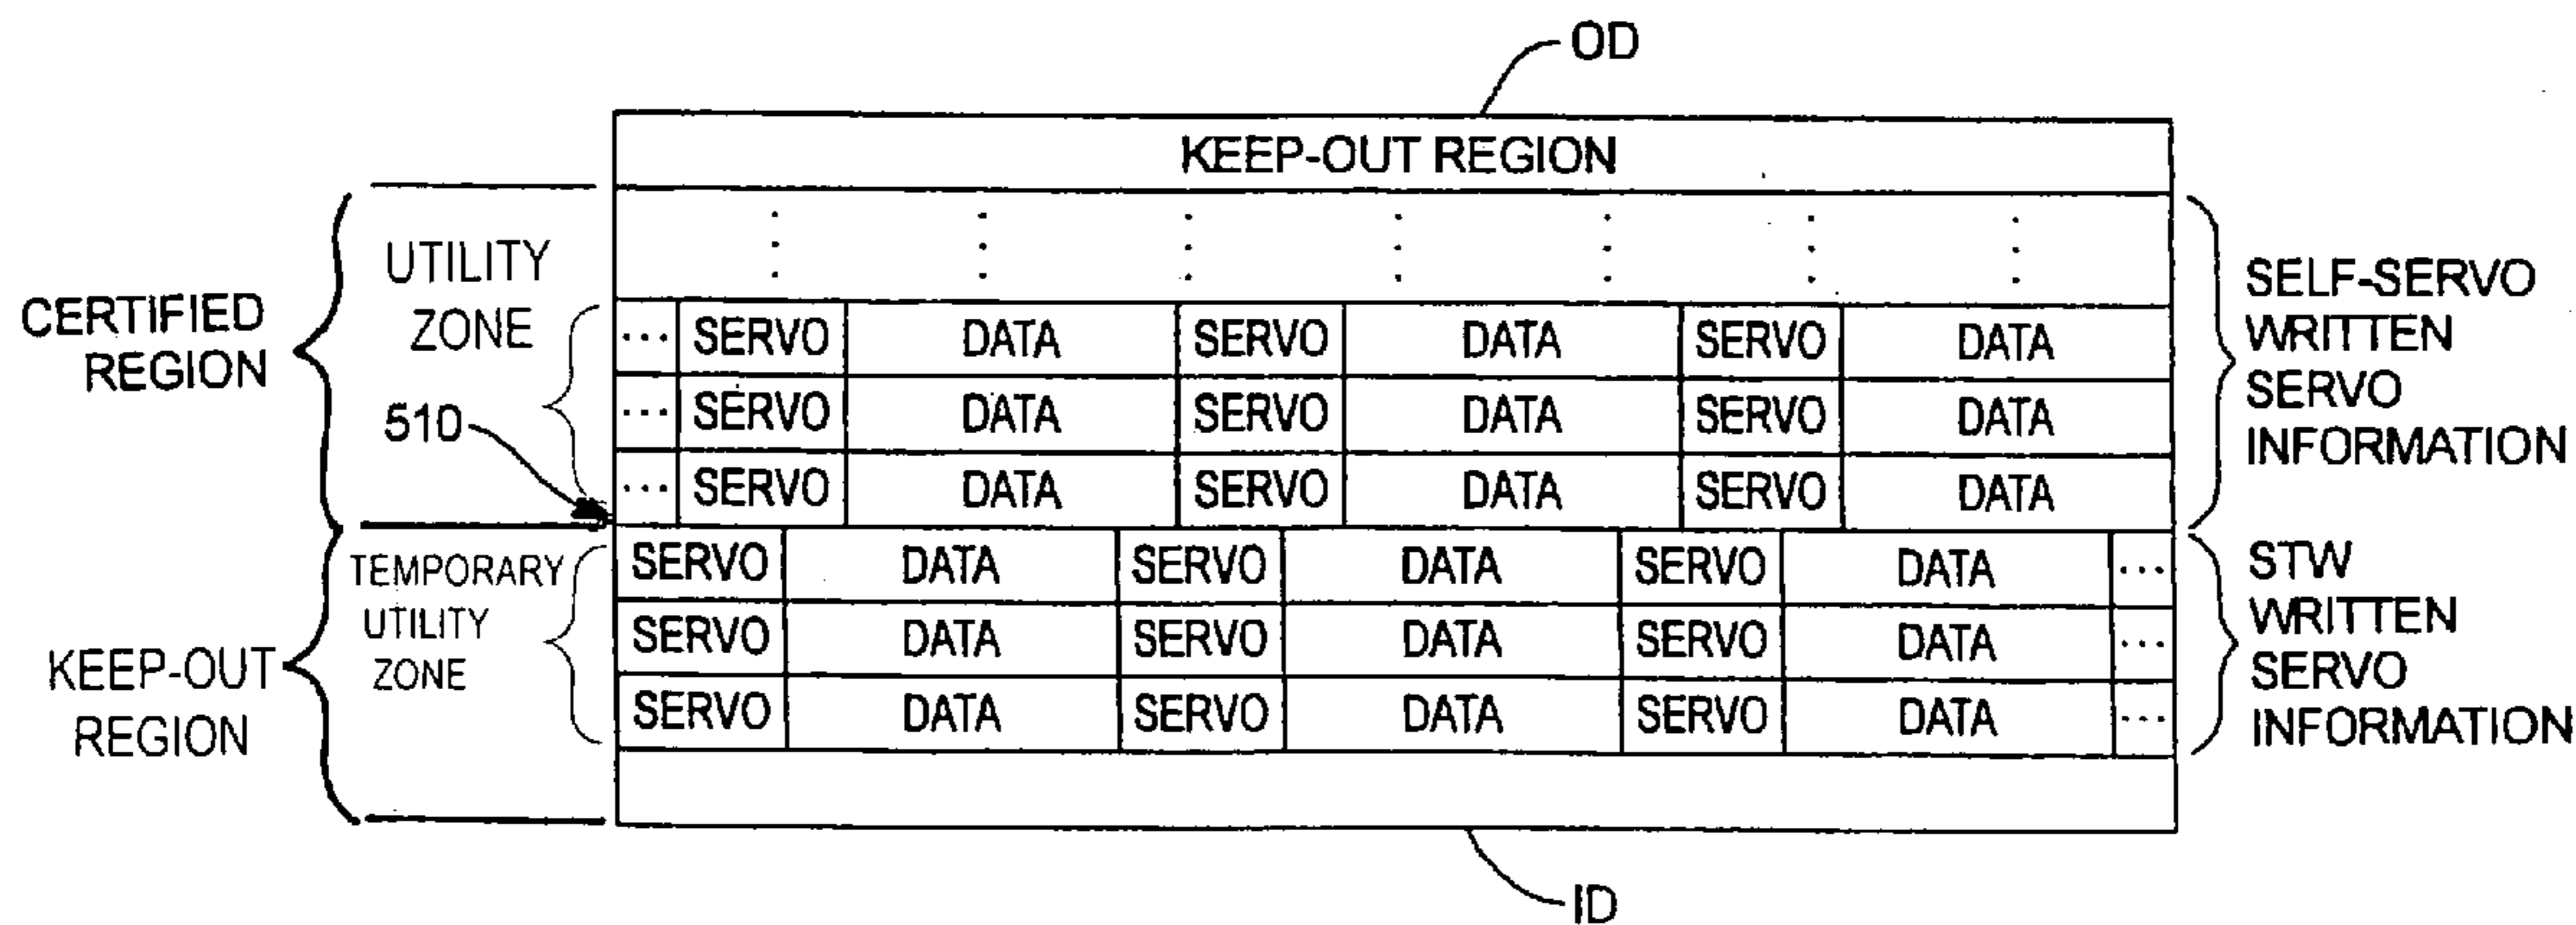 OD
KEEP-OUT REGION
CERTIFIED
REGION
UTILITY
ZONE
510
... SERVO DATA SERVO DATA SERVO DATA
... SERVO DATA SERVO DATA SERVO DATA
... SERVO DATA SERVO DATA SERVO DATA
SELF-SERVO
WRITTEN
SERVO
INFORMATION
KEEP-OUT
REGION
TEMPORARY
UTILITY
ZONE
SERVO DATA SERVO DATA SERVO DATA ...
SERVO DATA SERVO DATA SERVO DATA ...
SERVO DATA SERVO DATA SERVO DATA ...
STW
WRITTEN
SERVO
INFORMATION
ID